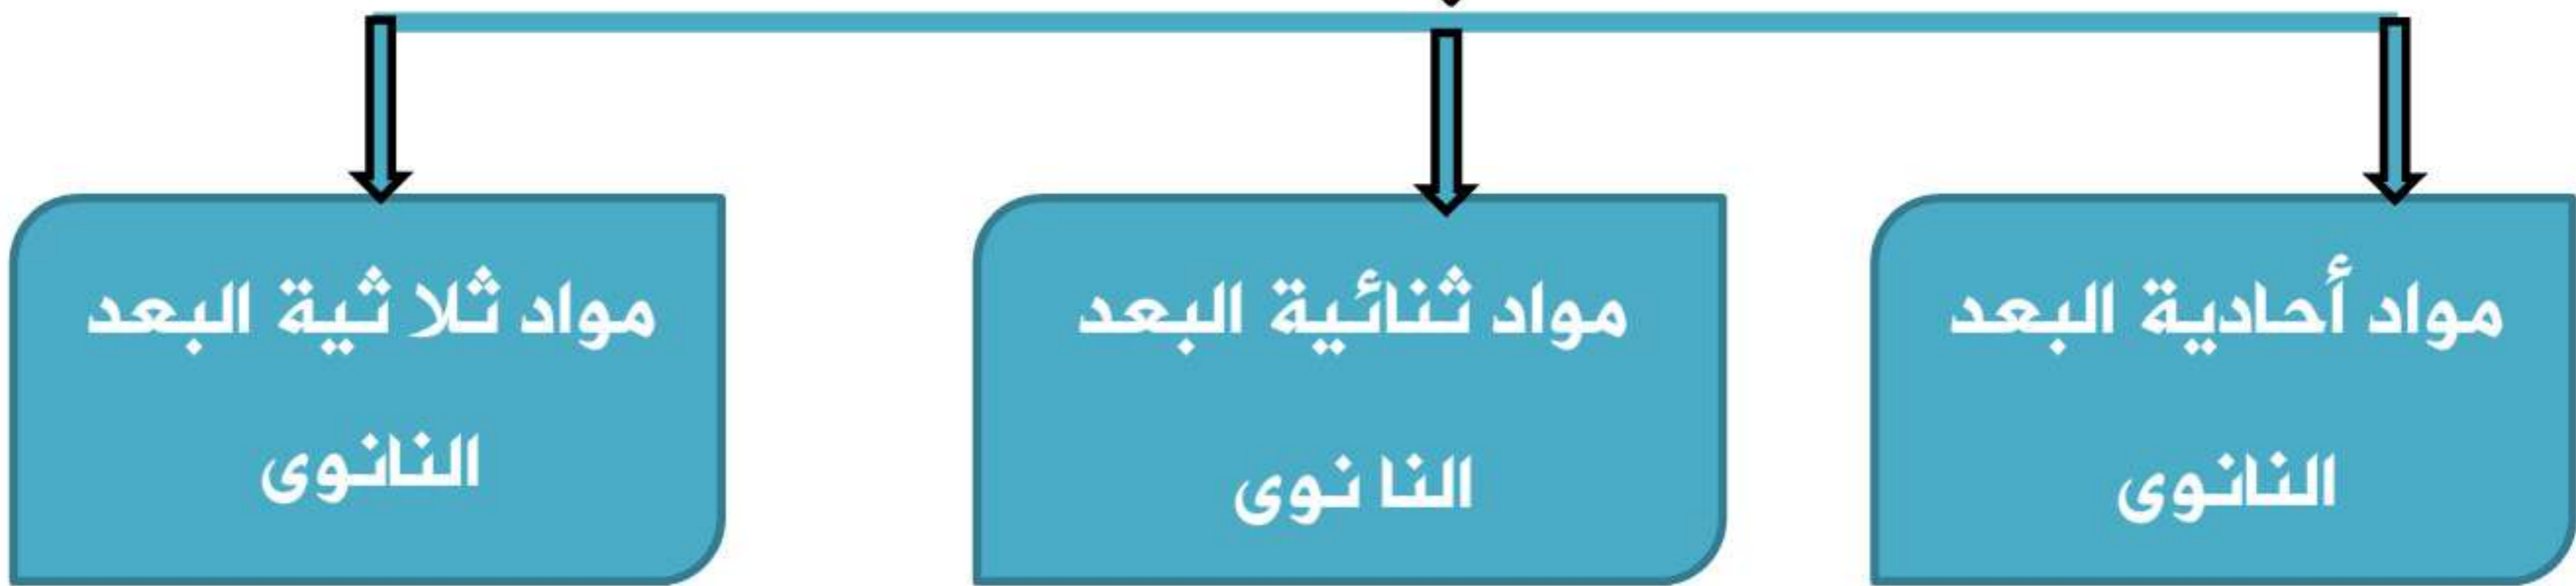 مواد أحادية البعد
النانوى
مواد ثنائية البعد
النا نوى
مواد ثلا ثية البعد
النانوى